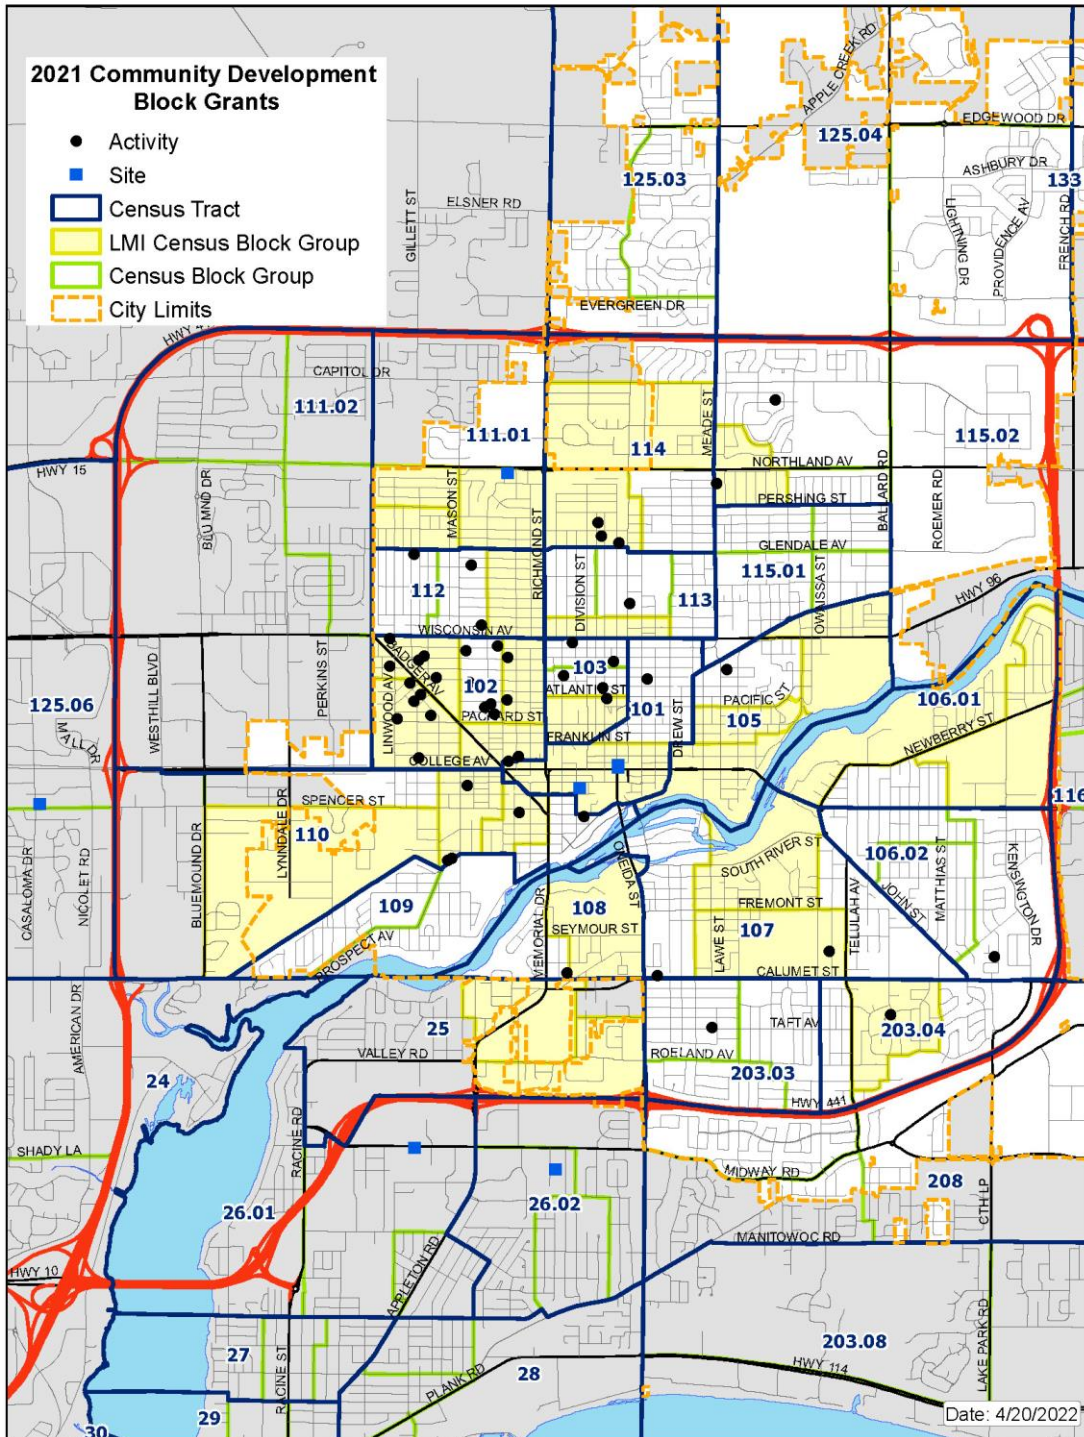 2021 Community Development
Block Grants
Activity
Site
Census Tract
LMI Census Block Group
Census Block Group
City Limits
APPLE CREEK RD
EDGEWOOD DR
125.04
ASHBURY DR
125.03
133
ELSNER RD
GILLETT ST
LIGHTNING DR
PROVIDENCE AV
FRENCH RD
EVERGREEN DR
HWY 4
CAPITOL DR
111.02
111.01
114
MEADE ST
115.02
HWY 15
NORTHLAND AV
BLU MND DR
MASON ST
PERSHING ST
BALLARD RD
ROEMER RD
RICHMOND ST
GLENDALE AV
DIVISION ST
115.01
112
113
OWAISSA ST
HWY 96
WISCONSIN AV
PERKINS ST
BADGER AV
103
125.06
WESTHILL BLVD
LINWOOD AV
102
ATLANTIC ST
101
PACIFIC ST
105
106.01
MALL DR
PACKARD ST
FRANKLIN ST
DREW ST
NEWBERRY ST
COLLEGE AV
SPENCER ST
116
110
LYNNDALE DR
BLUEMOUND DR
CASALOMA DR
NICOLET RD
ONEIDA ST
SOUTH RIVER ST
106.02
MATTHIAS ST
KENSINGTON DR
JOHN ST
109
108
FREMONT ST
TELULAH AV
SEYMOUR ST
107
LAWE ST
MEMORIAL DR
PROSPECT AV
CALUMET ST
AMERICAN DR
25
TAFT AV
203.04
VALLEY RD
ROELAND AV
24
203.03
HWY 441
RACINE RD
SHADY LA
MIDWAY RD
208
26.01
26.02
CTH LP
MANITOWOC RD
APPLETON RD
HWY 10
203.08
27
RACINE ST
PLANK RD
28
HWY 114
LAKE PARK RD
29
30
Date: 4/20/2022